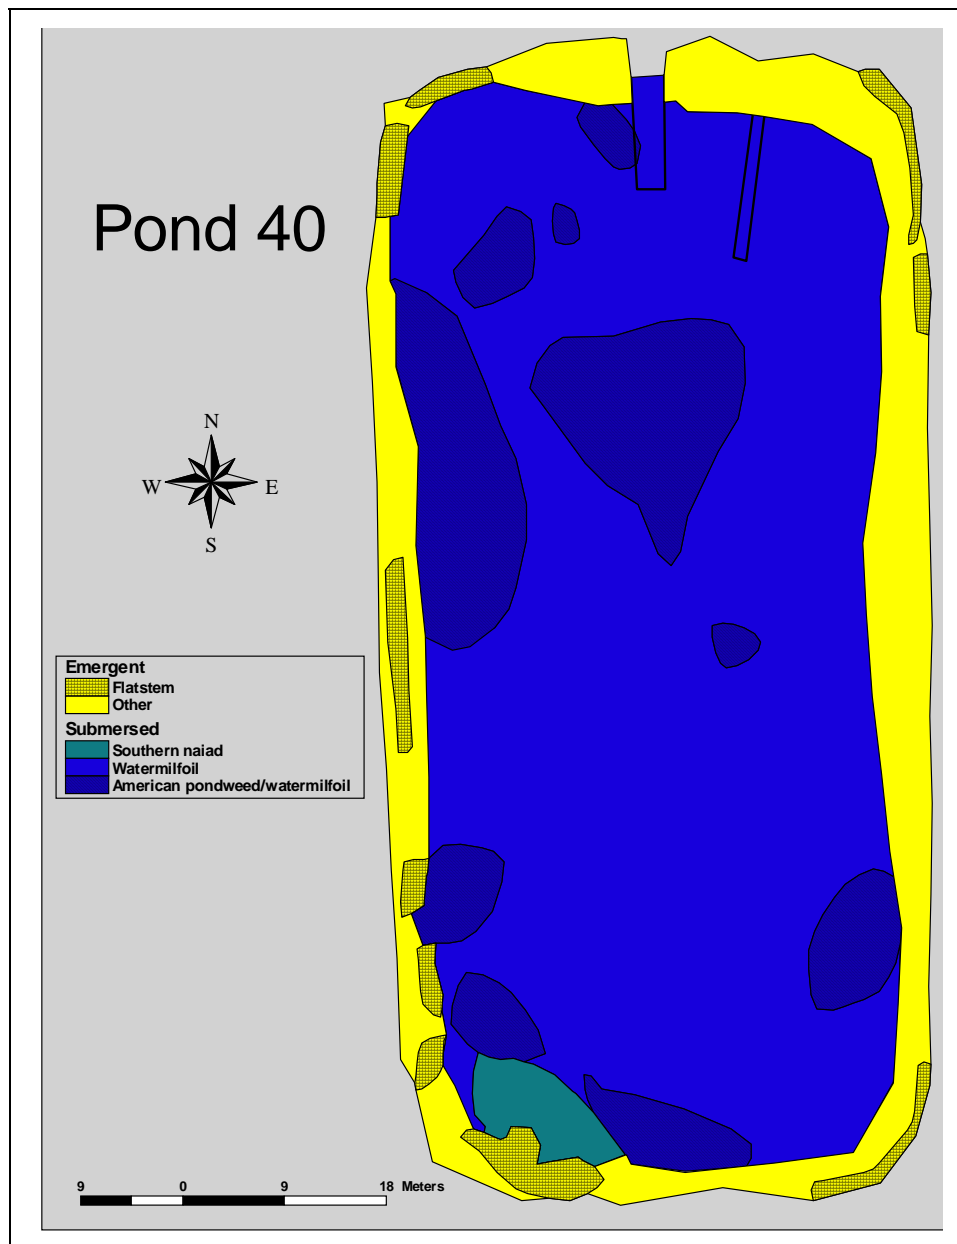 Pond 40
N
W E
S
Emergent
Flatstem
Other
Submersed
Southern naiad
Watermilfoil
American pondweed/watermilfoil
9 0 9 18 Meters